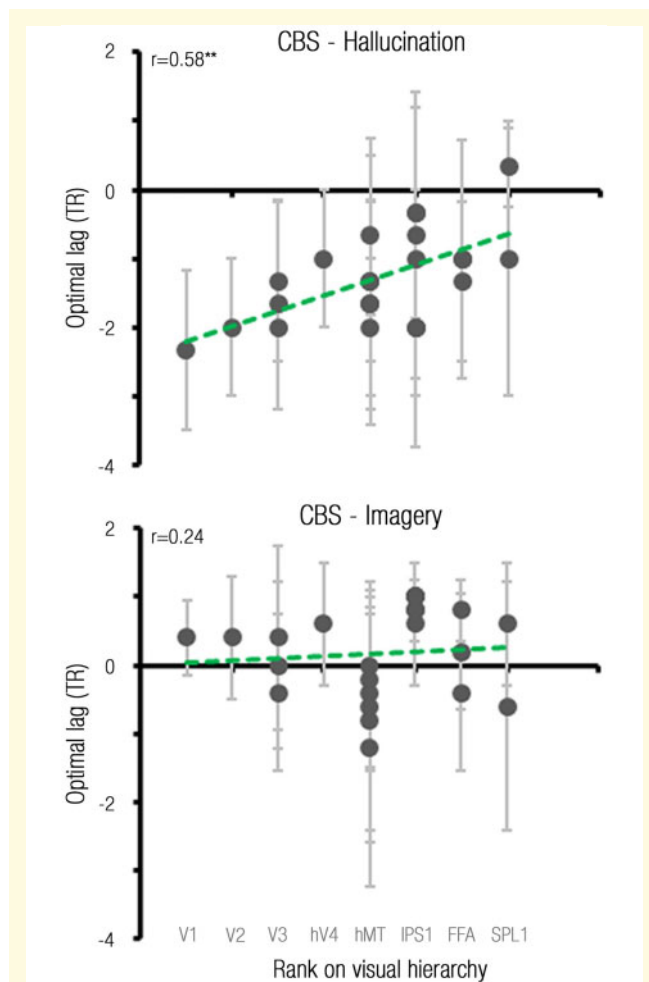 CBS - Hallucination
r=0.58**
2
0
-2
-4
Optimal lag (TR)
CBS - Imagery
r=0.24
2
0
-2
-4
Optimal lag (TR)
V1 V2 V3 hV4 hMT IPS1 FFA SPL1
Rank on visual hierarchy